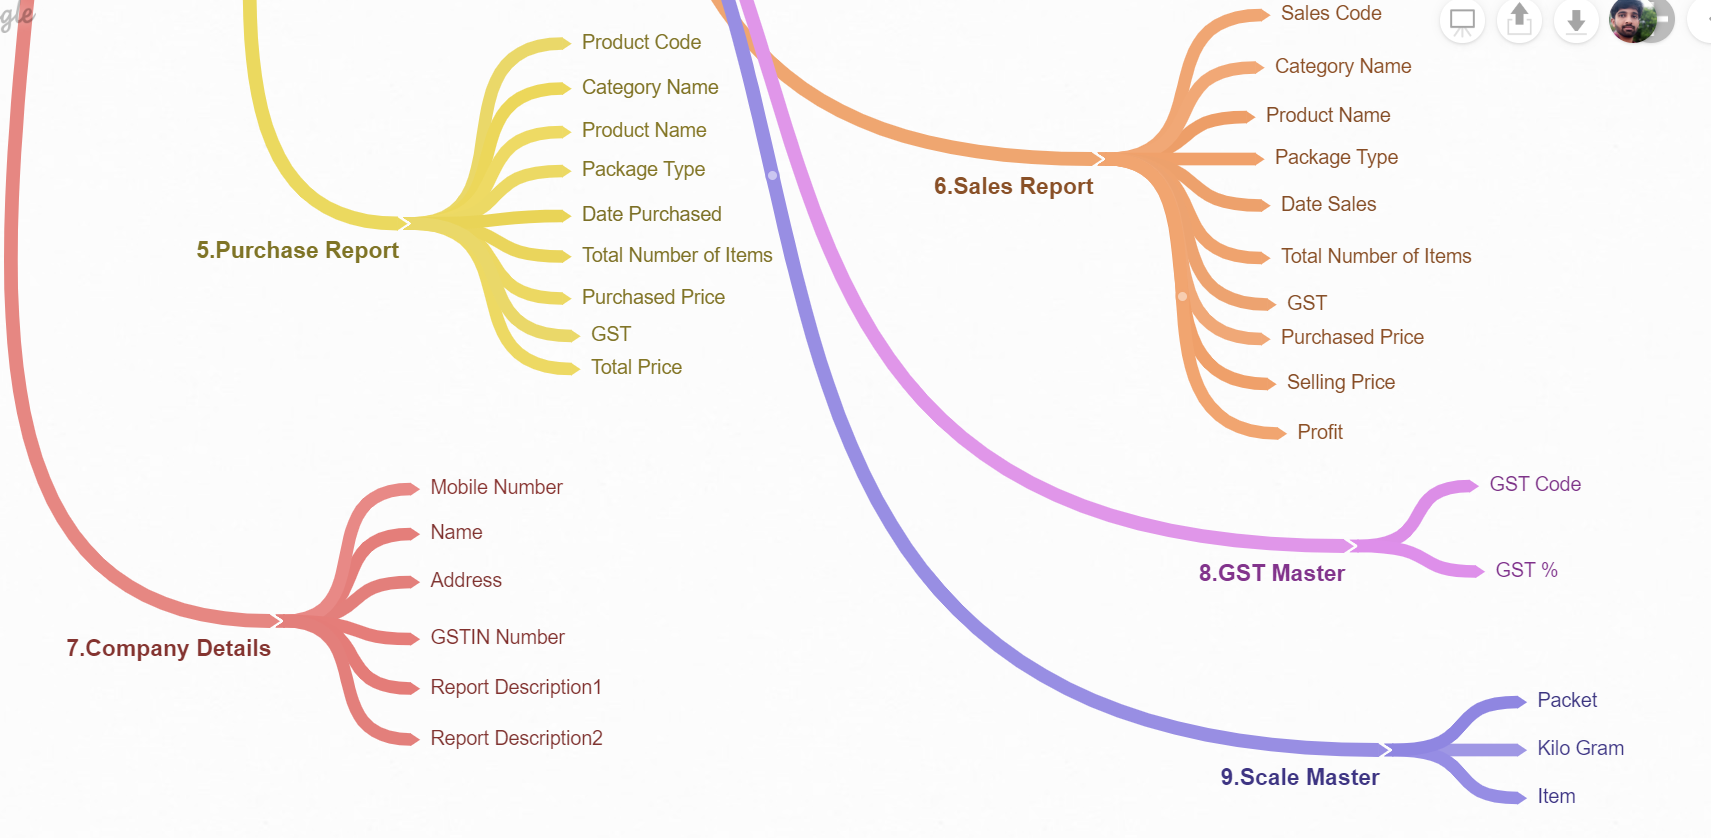 gle
Product Code
Category Name
Product Name
Package Type
Date Purchased
Total Number of Items
Purchased Price
GST
Total Price
5.Purchase Report
Sales Code
Category Name
Product Name
Package Type
Date Sales
Total Number of Items
GST
Purchased Price
Selling Price
Profit
6.Sales Report
Mobile Number
Name
Address
GSTIN Number
Report Description1
Report Description2
7.Company Details
GST Code
GST %
8.GST Master
Packet
Kilo Gram
Item
9.Scale Master